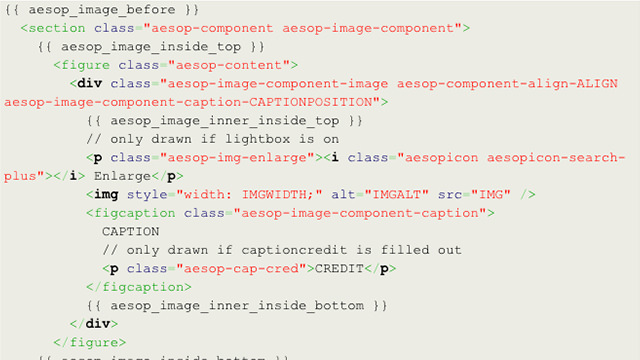 {{ aesop_image_before }}
<section class="aesop-component aesop-image-component">
{{ aesop_image_inside_top }}
<figure class="aesop-content">
<div class="aesop-image-component-image aesop-component-align-ALIGN
aesop-image-component-caption-CAPTIONPOSITION">
{{ aesop_image_inner_inside_top }}
// only drawn if lightbox is on
<p class="aesop-img-enlarge"><i class="aesopicon aesopicon-search-
plus"></i> Enlarge</p>
<img style="width: IMGWIDTH;" alt="IMGALT" src="IMG" />
<figcaption class="aesop-image-component-caption">
CAPTION
// only drawn if captioncredit is filled out
<p class="aesop-cap-cred">CREDIT</p>
</figcaption>
{{ aesop_image_inner_inside_bottom }}
</div>
</figure>
{{ aesop_image_inside_bottom }}